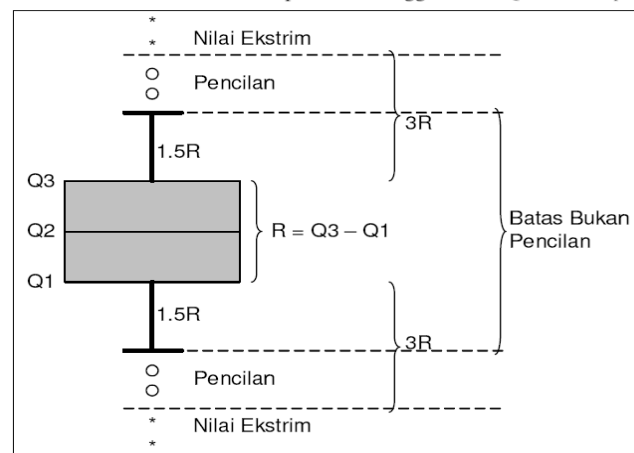 *
* Nilai Ekstrim
O
O Pencilan
3R
1.5R
Q3
Q2
Q1
R = Q3 – Q1
Batas Bukan
Pencilan
1.5R
3R
O
O Pencilan
* Nilai Ekstrim
*